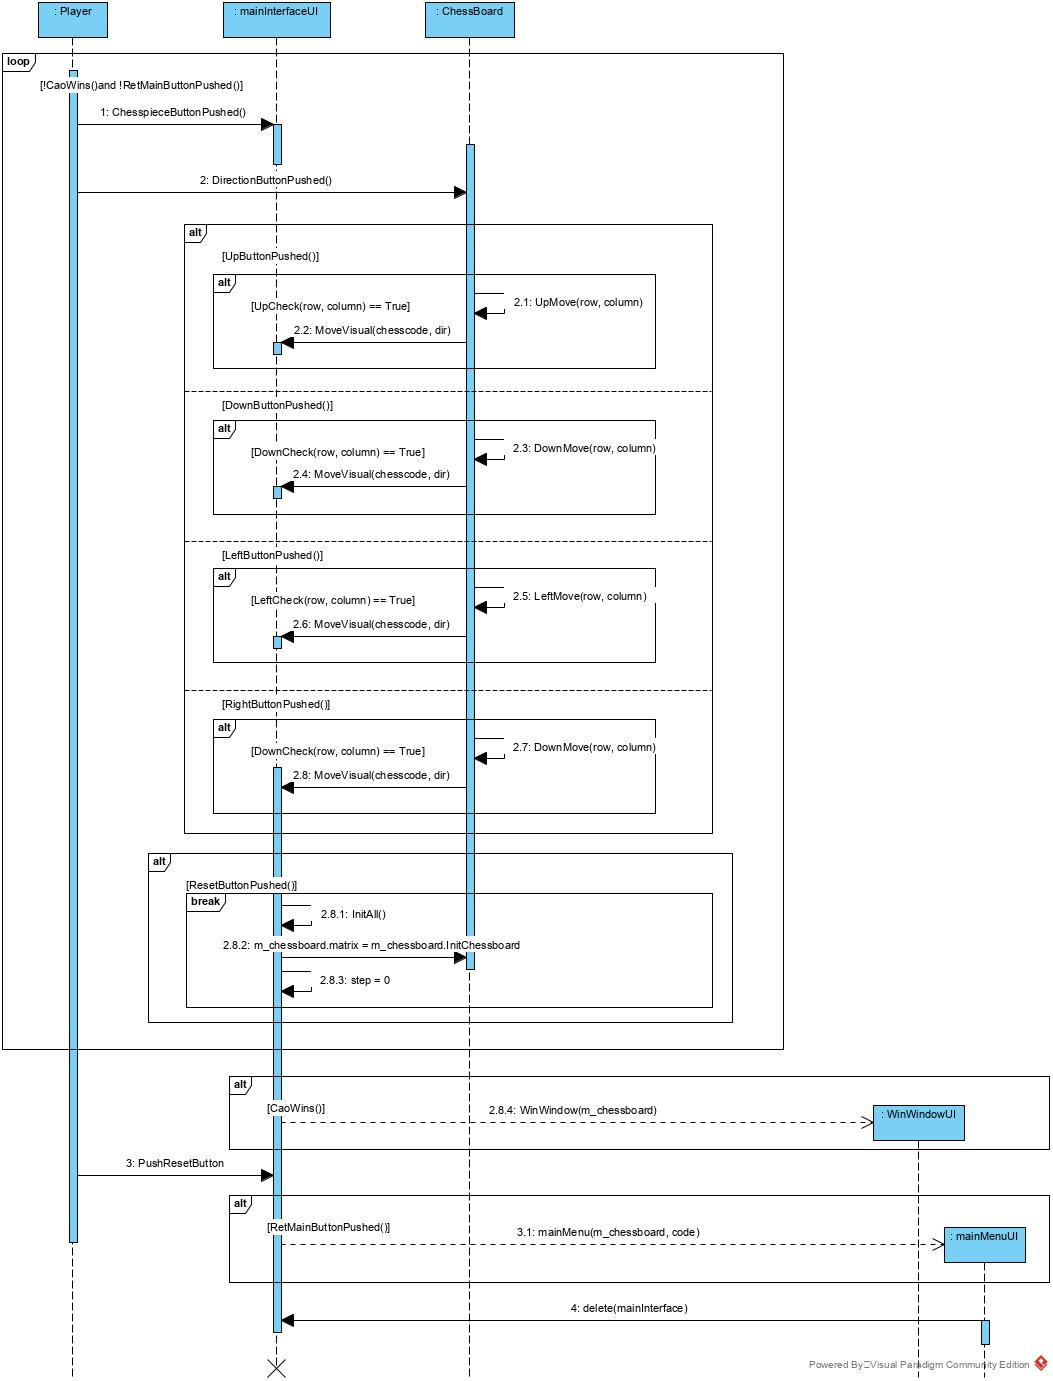 : Player
: mainInterfaceUI
: ChessBoard
loop
[!CaoWins()and !RetMainButtonPushed()]
1: ChesspieceButtonPushed()
2: DirectionButtonPushed()
alt
[UpButtonPushed()]
alt
2.1: UpMove(row, column)
[UpCheck(row, column) == True]
2.2: MoveVisual(chesscode, dir)
[DownButtonPushed()]
alt
2.3: DownMove(row, column)
[DownCheck(row, column) == True]
2.4: MoveVisual(chesscode, dir)
[LeftButtonPushed()]
alt
2.5: LeftMove(row, column)
[LeftCheck(row, column) == True]
2.6: MoveVisual(chesscode, dir)
[RightButtonPushed()]
alt
2.7: DownMove(row, column)
[DownCheck(row, column) == True]
2.8: MoveVisual(chesscode, dir)
alt
[ResetButtonPushed()]
break
2.8.1: InitAll()
2.8.2: m_chessboard.matrix = m_chessboard.InitChessboard
2.8.3: step = 0
alt
[CaoWins()]
2.8.4: WinWindow(m_chessboard)
: WinWindowUI
3: PushResetButton
alt
[RetMainButtonPushed()]
3.1: mainMenu(m_chessboard, code)
: mainMenuUI
4: delete(mainInterface)
Powered By Visual Paradigm Community Edition